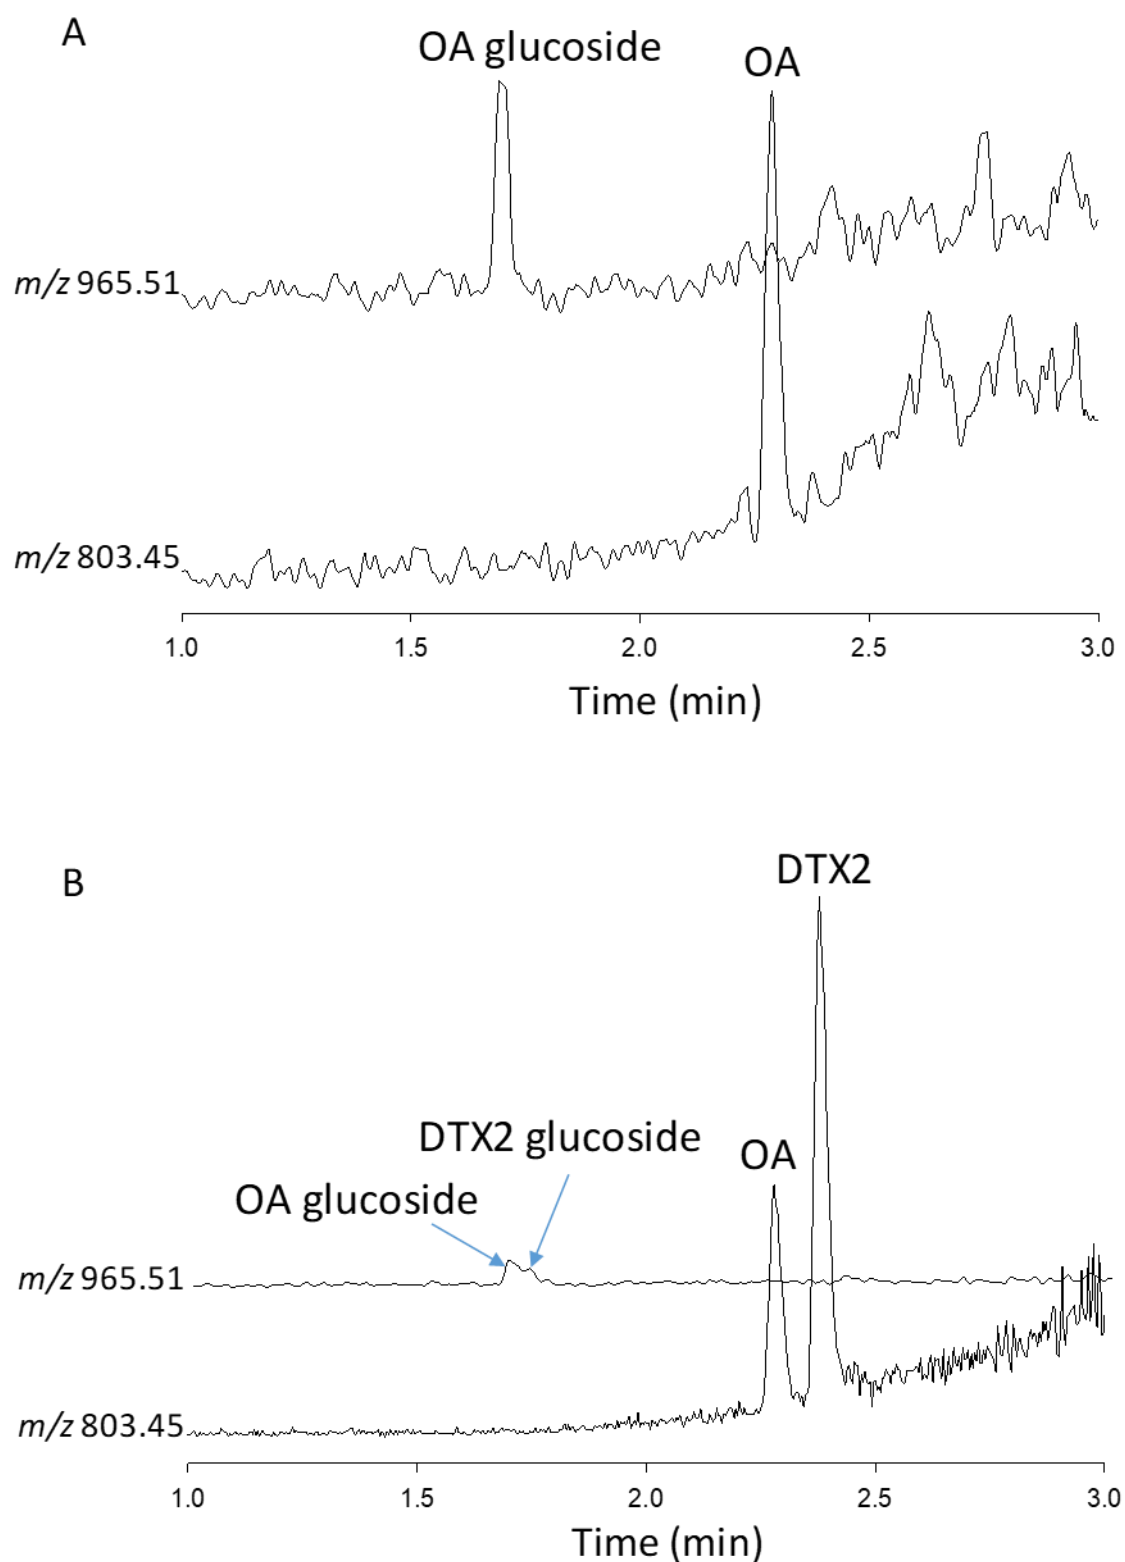 A
OA glucoside
OA
m/z 965.51
m/z 803.45
1.0 1.5 2.0 2.5 3.0
Time (min)
B
DTX2
DTX2 glucoside
OA
OA glucoside
m/z 965.51
m/z 803.45
1.0 1.5 2.0 2.5 3.0
Time (min)